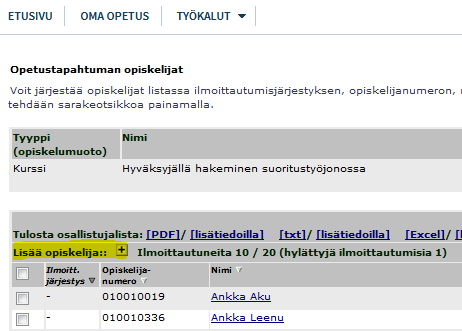 ETUSIVU OMA OPETUS TYÖKALUT
Opetustapahtuman opiskelijat
Voit järjestää opiskelijat listassa ilmoittautumisjärjestyksen, opiskelijanumeron,
tehdään sarakeotsikkoa painamalla.
Tyyppi Nimi
(opiskelumuoto)
Kurssi Hyväksyjällä hakeminen suoritustyöjonossa
Tulosta osallistujalista: [PDF]/ [lisätiedoilla] [txt]/ [lisätiedoilla] [Excel]/
Lisää opiskelija:: + Ilmoittautuneita 10 / 20 (hylättyjä ilmoittautumisia 1)
Ilmoitt. Opiskelija- Nimi
järjestys numero
- 010010019 Ankka Aku
- 010010336 Ankka Leenu